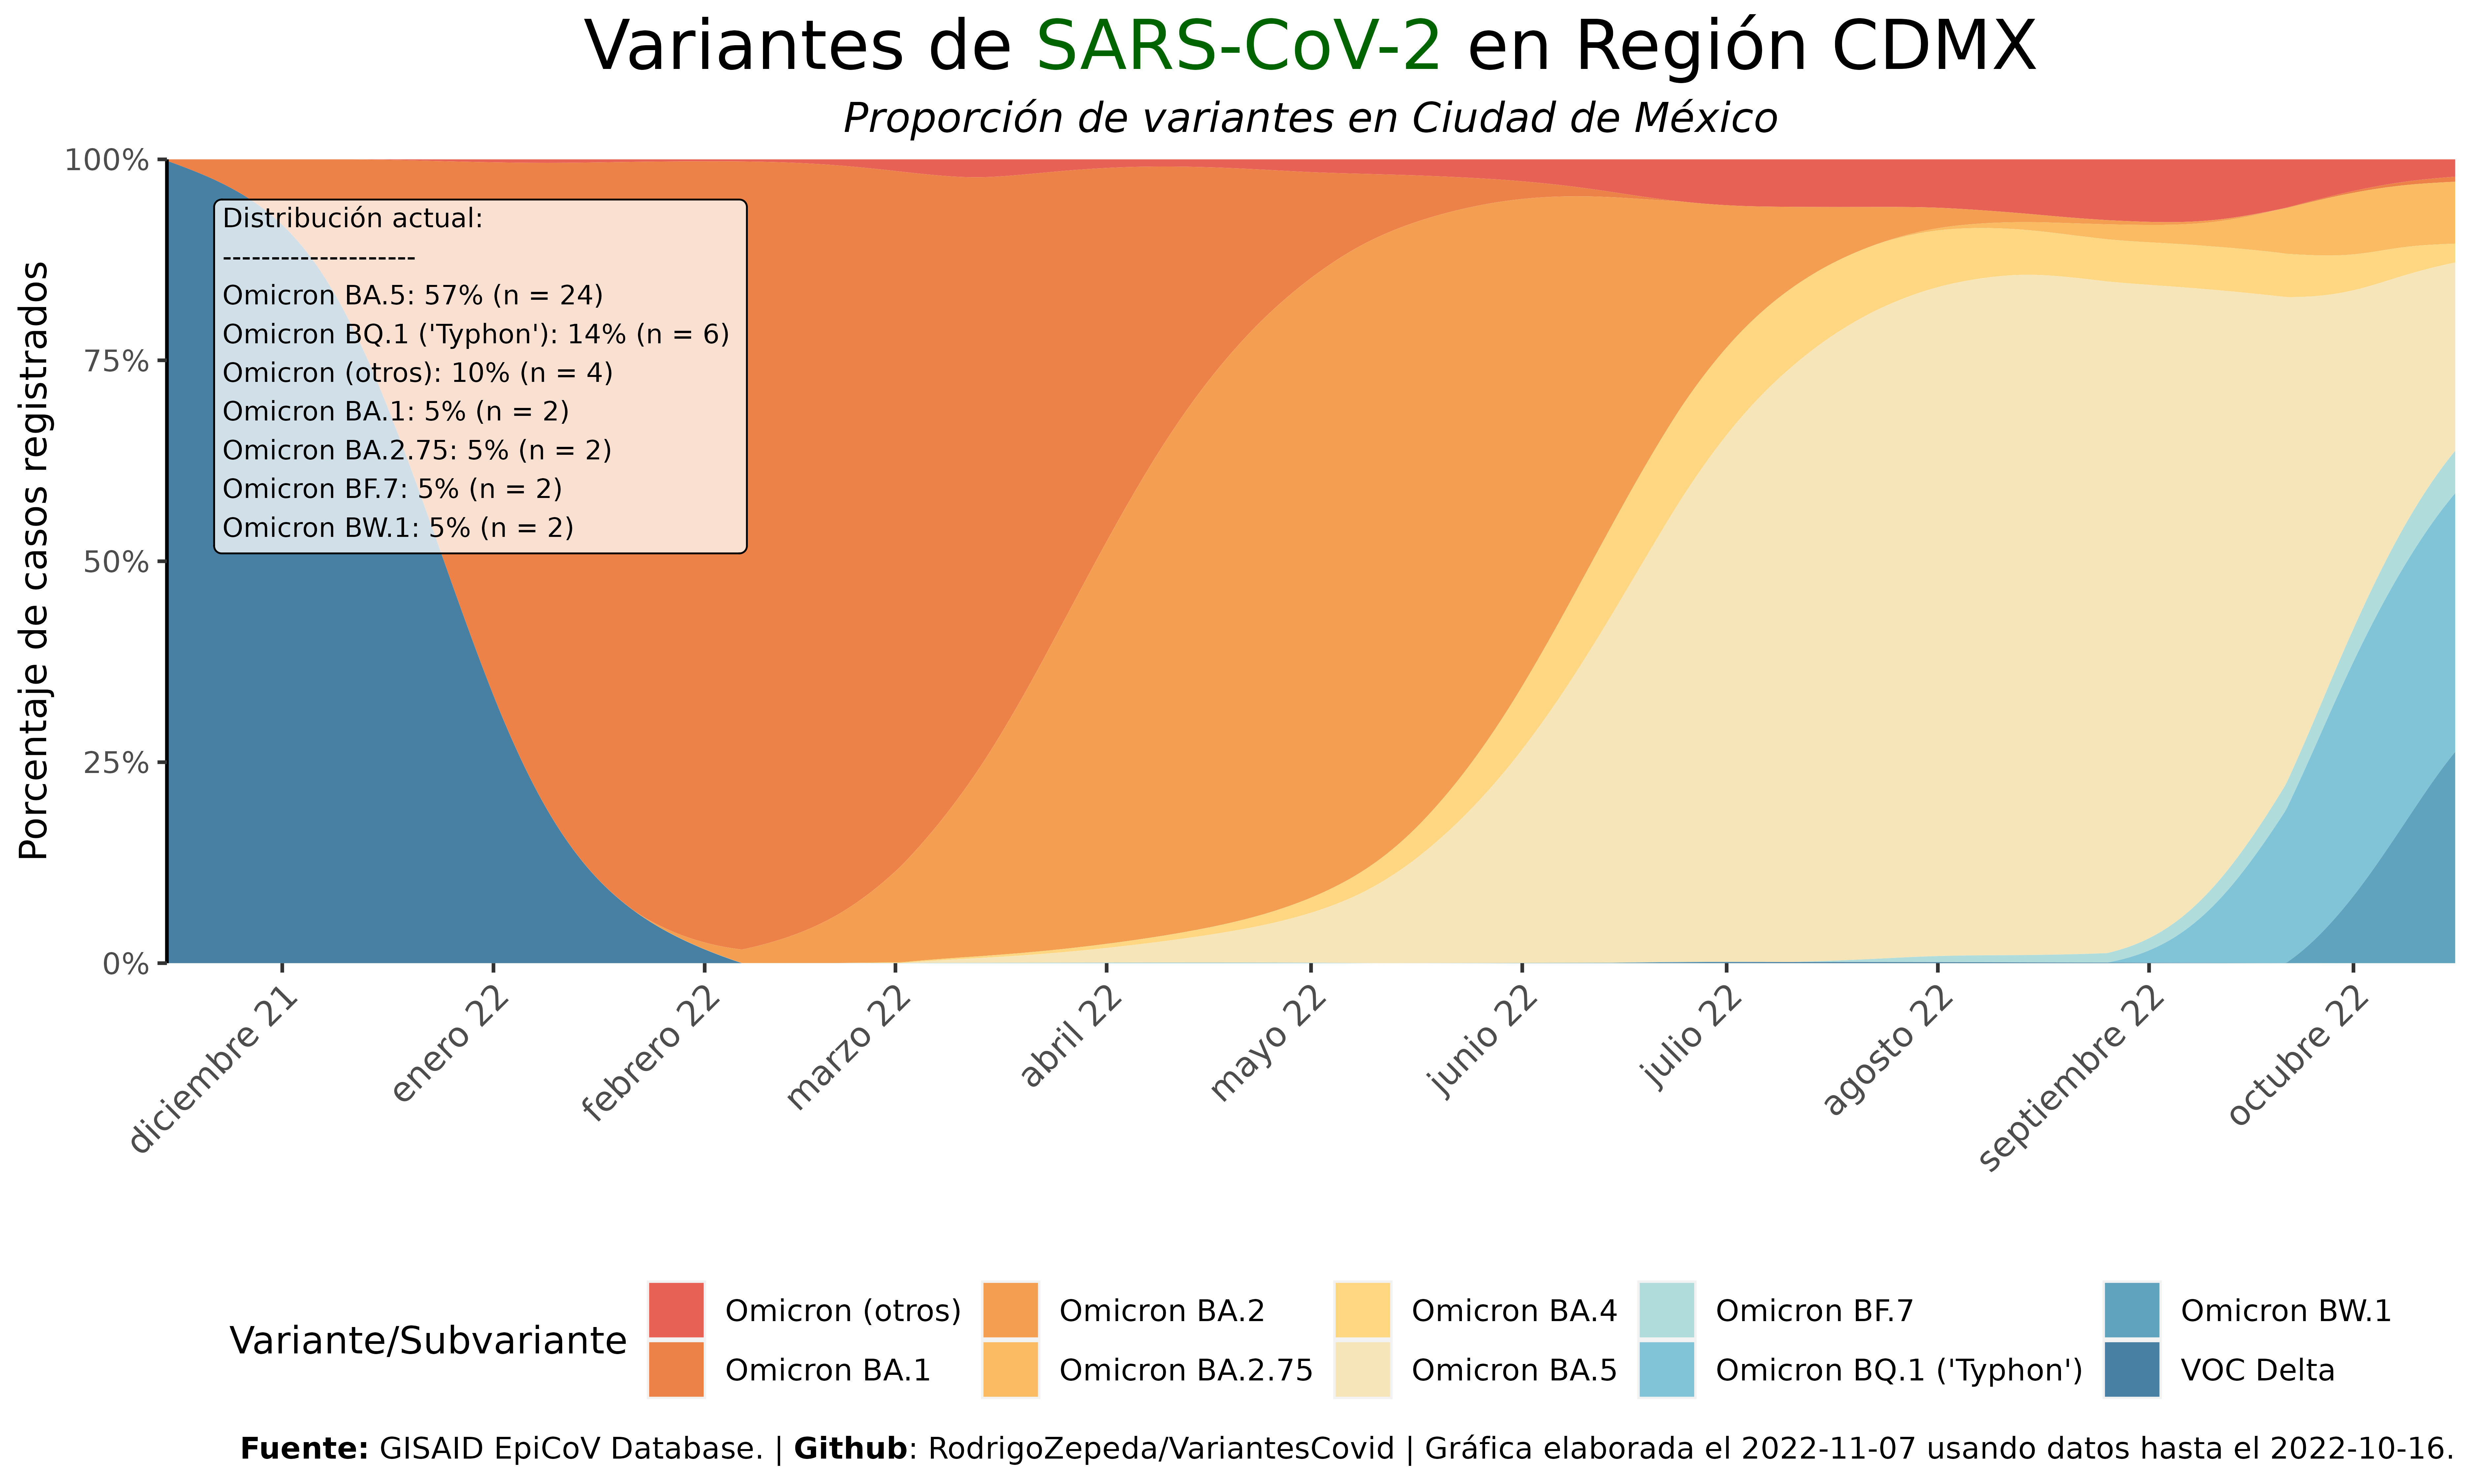 Variantes de SARS-CoV-2 en Región CDMX
Proporción de variantes en Ciudad de México
Porcentaje de casos registrados
100%
75%
50%
25%
0%
Distribución actual:
--------------------
Omicron BA.5: 57% (n = 24)
Omicron BQ.1 ('Typhon'): 14% (n = 6)
Omicron (otros): 10% (n = 4)
Omicron BA.1: 5% (n = 2)
Omicron BA.2.75: 5% (n = 2)
Omicron BF.7: 5% (n = 2)
Omicron BW.1: 5% (n = 2)
diciembre 21
enero 22
febrero 22
marzo 22
abril 22
mayo 22
junio 22
julio 22
agosto 22
septiembre 22
octubre 22
Variante/Subvariante
Omicron (otros)
Omicron BA.1
Omicron BA.2
Omicron BA.2.75
Omicron BA.4
Omicron BA.5
Omicron BF.7
Omicron BQ.1 ('Typhon')
Omicron BW.1
VOC Delta
Fuente: GISAID EpiCoV Database. | Github: RodrigoZepeda/VariantesCovid | Gráfica elaborada el 2022-11-07 usando datos hasta el 2022-10-16.